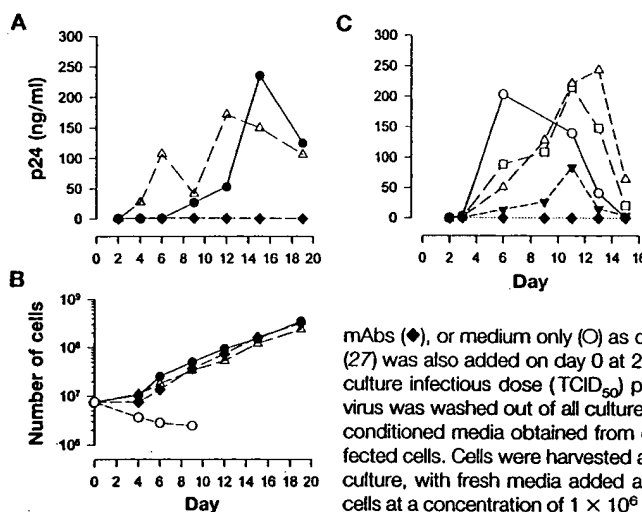 A
300
250
200
150
100
50
0
p24 (ng/ml)
0 2 4 6 8 10 12 14 16 18 20
B
10⁹
10⁸
10⁷
10⁶
Number of cells
0 2 4 6 8 10 12 14 16 18 20
Day
C
300
250
200
150
100
50
0
0 2 4 6 8 10 12 14 16
Day
mAbs (◆), or medium only (○) as c
(27) was also added on day 0 at 2
culture infectious dose (TCID₅₀) p
virus was washed out of all culture
conditioned media obtained from
fected cells. Cells were harvested a
culture, with fresh media added a
cells at a concentration of 1 × 10⁶